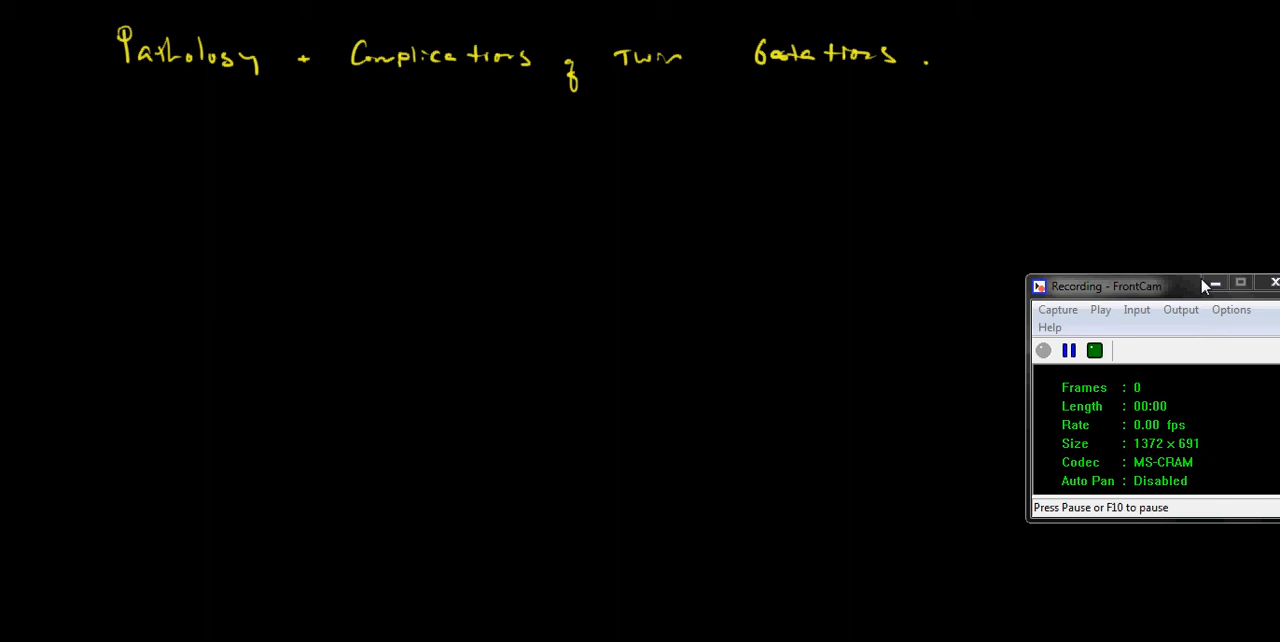 Pathology + Complications of Twin Gestations.
Recording - FrontCam
Capture Play Input Output Options
Help
Frames : 0
Length : 00:00
Rate : 0.00 fps
Size : 1372 x 691
Codec : MS-CRAM
Auto Pan : Disabled
Press Pause or F10 to pause